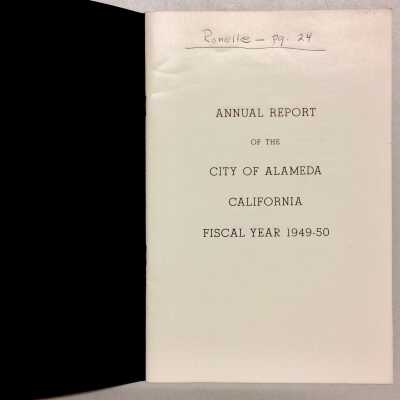 Ronelle - pg. 24
ANNUAL REPORT
OF THE
CITY OF ALAMEDA
CALIFORNIA
FISCAL YEAR 1949-50